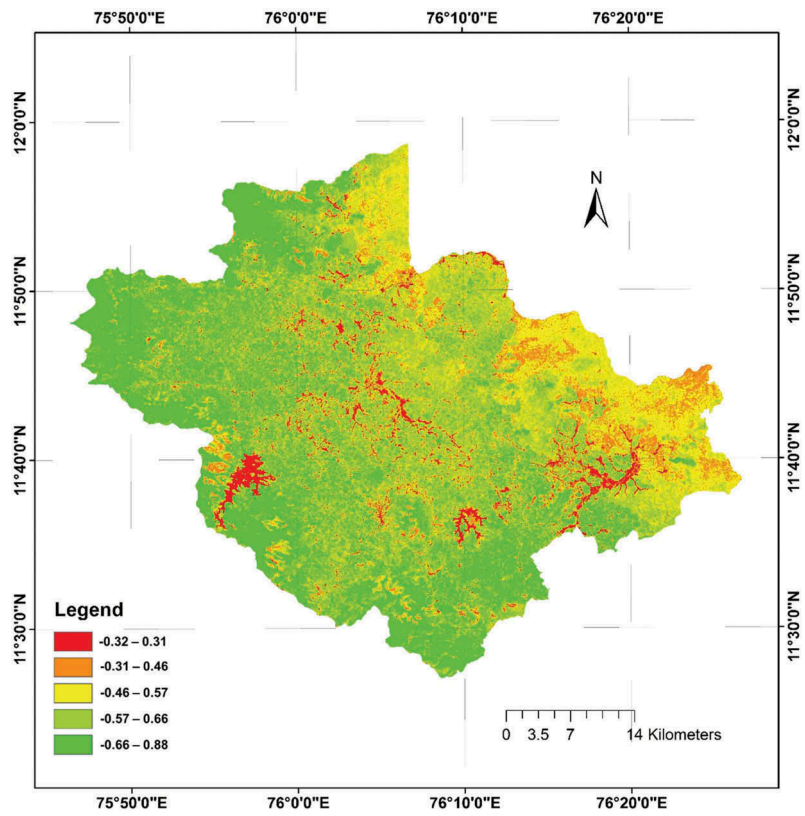 75°50'0"E 76°0'0"E 76°10'0"E 76°20'0"E
12°0'0"N 12°0'0"N
N
11°50'0"N 11°50'0"N
11°40'0"N 11°40'0"N
Legend
11°30'0"N 11°30'0"N
-0.32 – 0.31
-0.31 – 0.46
-0.46 – 0.57
-0.57 – 0.66
-0.66 – 0.88
0 3.5 7 14 Kilometers
75°50'0"E 76°0'0"E 76°10'0"E 76°20'0"E